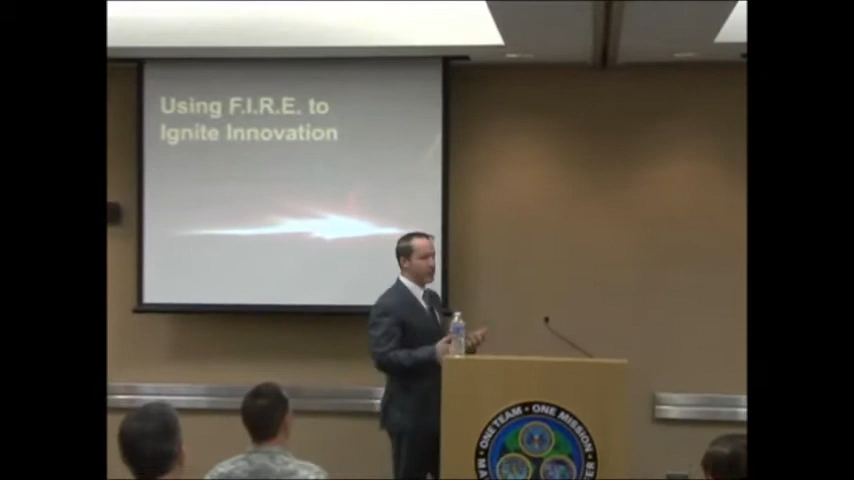 Using F.I.R.E. to
Ignite Innovation
ONE TEAM • ONE MISSION